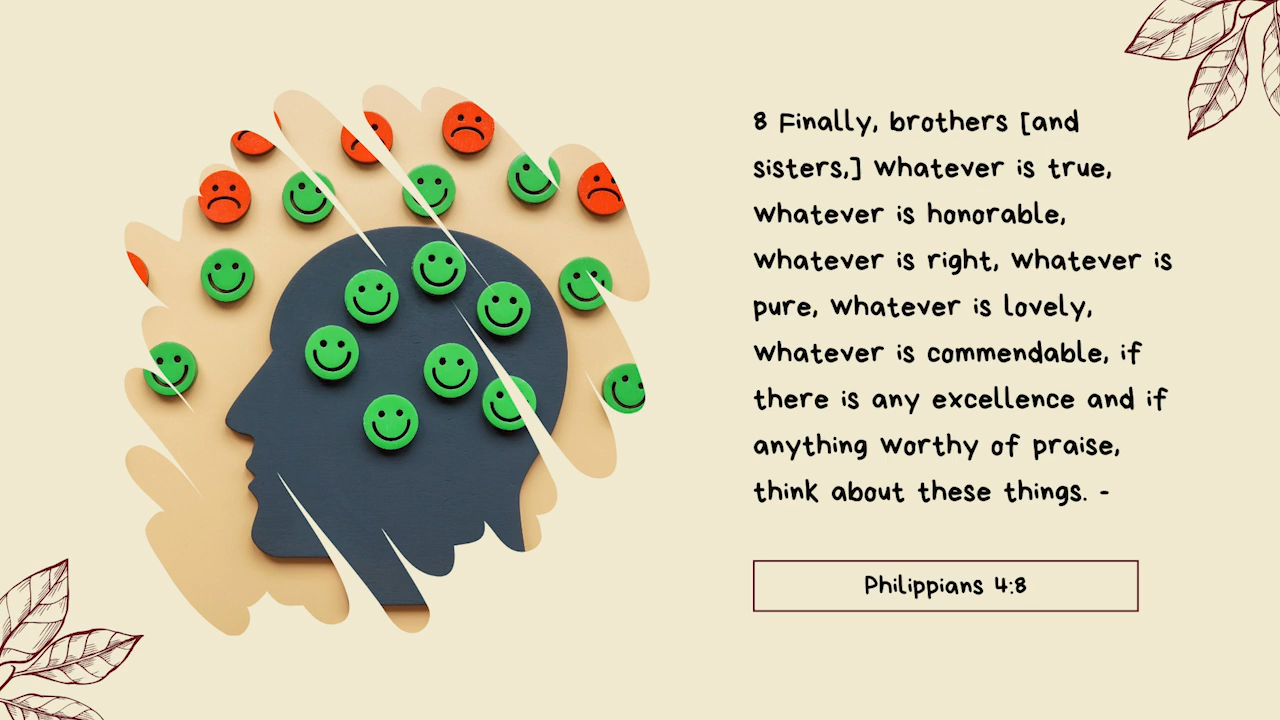 8 Finally, brothers [and
sisters,] whatever is true,
whatever is honorable,
whatever is right, whatever is
pure, whatever is lovely,
whatever is commendable, if
there is any excellence and if
anything worthy of praise,
think about these things. -
Philippians 4:8